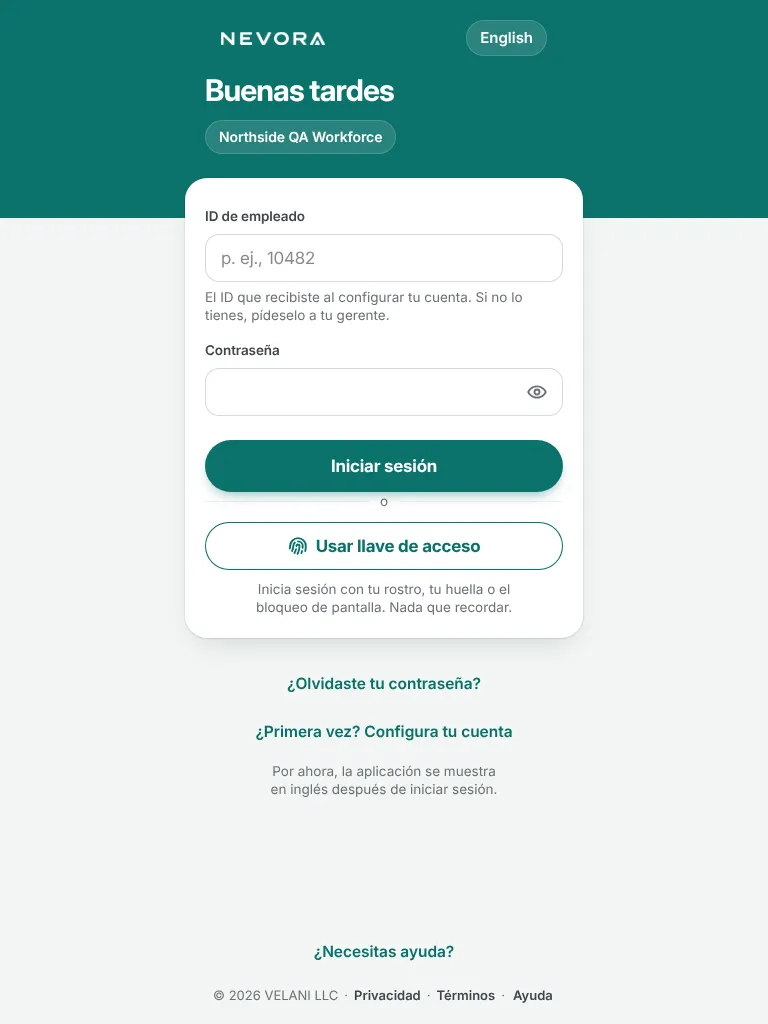 NEVORA
English
Buenas tardes
Northside QA Workforce
ID de empleado
p. ej., 10482
El ID que recibiste al configurar tu cuenta. Si no lo
tienes, pídeselo a tu gerente.
Contraseña
Iniciar sesión
o
Usar llave de acceso
Inicia sesión con tu rostro, tu huella o el
bloqueo de pantalla. Nada que recordar.
¿Olvidaste tu contraseña?
¿Primera vez? Configura tu cuenta
Por ahora, la aplicación se muestra
en inglés después de iniciar sesión.
¿Necesitas ayuda?
© 2026 VELANI LLC · Privacidad · Términos · Ayuda